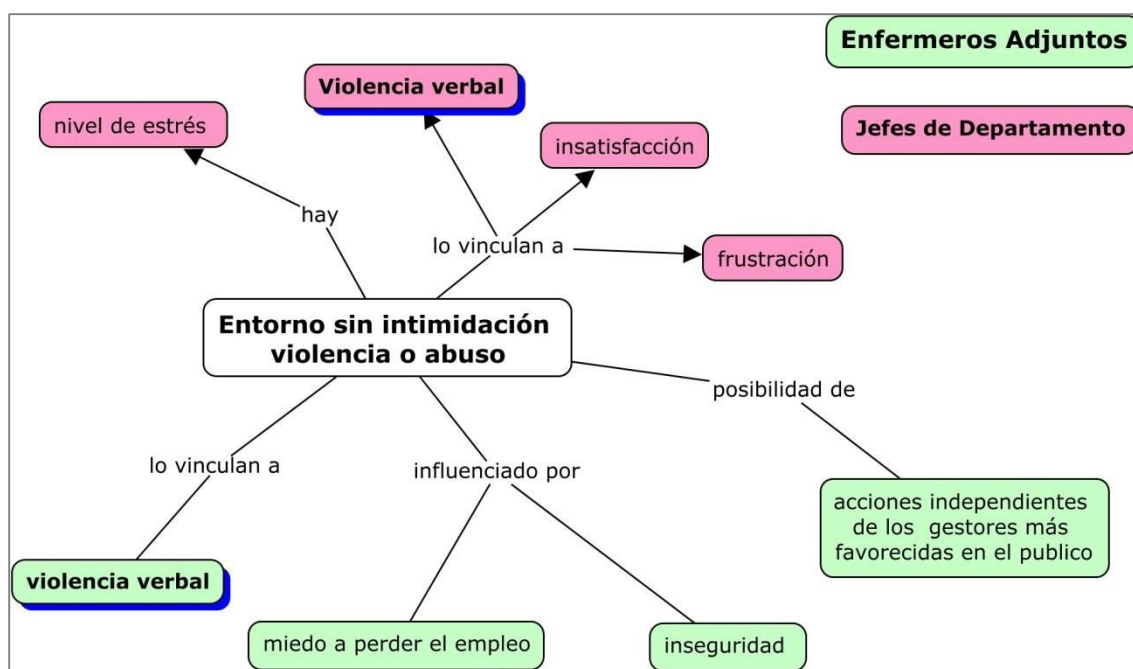 Enfermeros Adjuntos
Violencia verbal
nivel de estrés
Jefes de Departamento
insatisfacción
hay
lo vinculan a
frustración
Entorno sin intimidación
violencia o abuso
posibilidad de
lo vinculan a
influenciado por
acciones independientes
de los gestores más
favorecidas en el publico
violencia verbal
miedo a perder el empleo
inseguridad